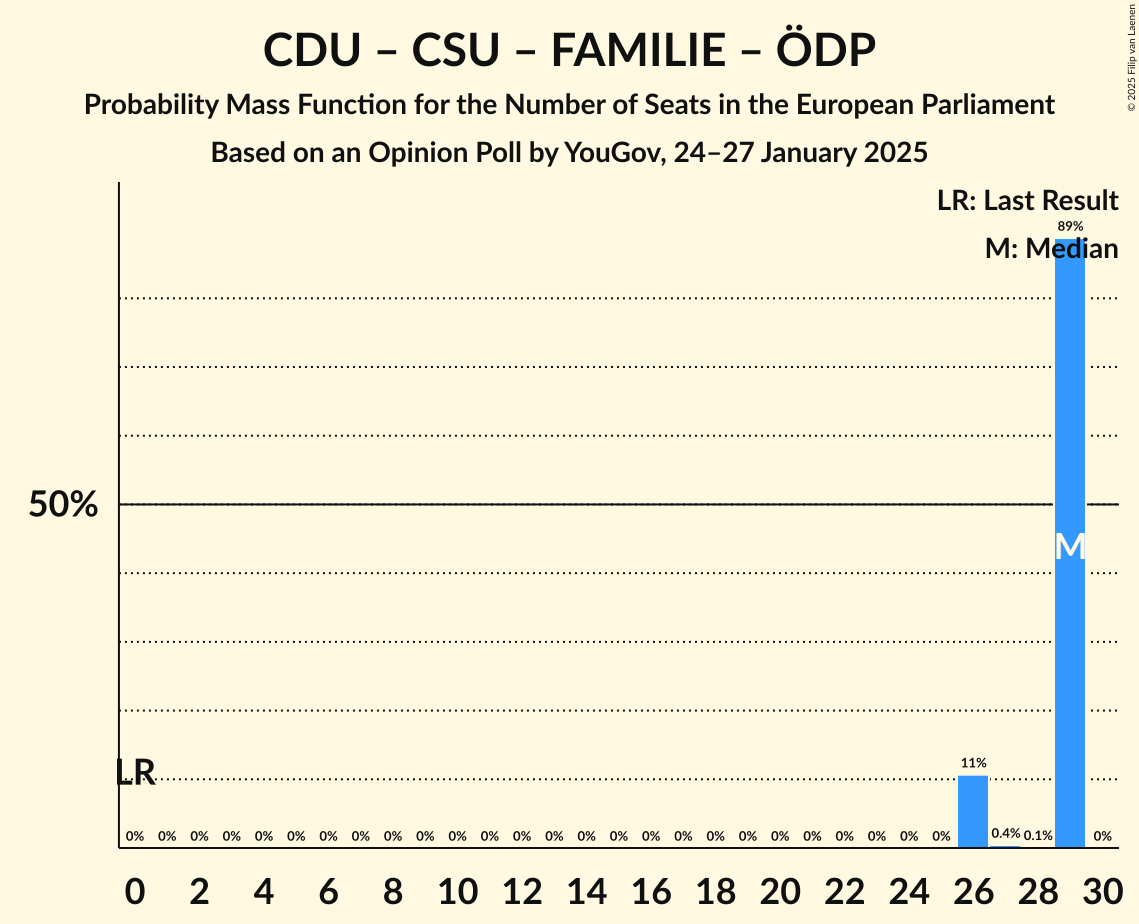 CDU – CSU – FAMILIE – ÖDP
Probability Mass Function for the Number of Seats in the European Parliament
Based on an Opinion Poll by YouGov, 24–27 January 2025
© 2025 Filip van Laenen
LR: Last Result
89%
M: Median
50%
M
LR
11%
0% 0% 0% 0% 0% 0% 0% 0% 0% 0% 0% 0% 0% 0% 0% 0% 0% 0% 0% 0% 0% 0% 0% 0% 0% 0% 0.4% 0.1% 0%
0 2 4 6 8 10 12 14 16 18 20 22 24 26 28 30